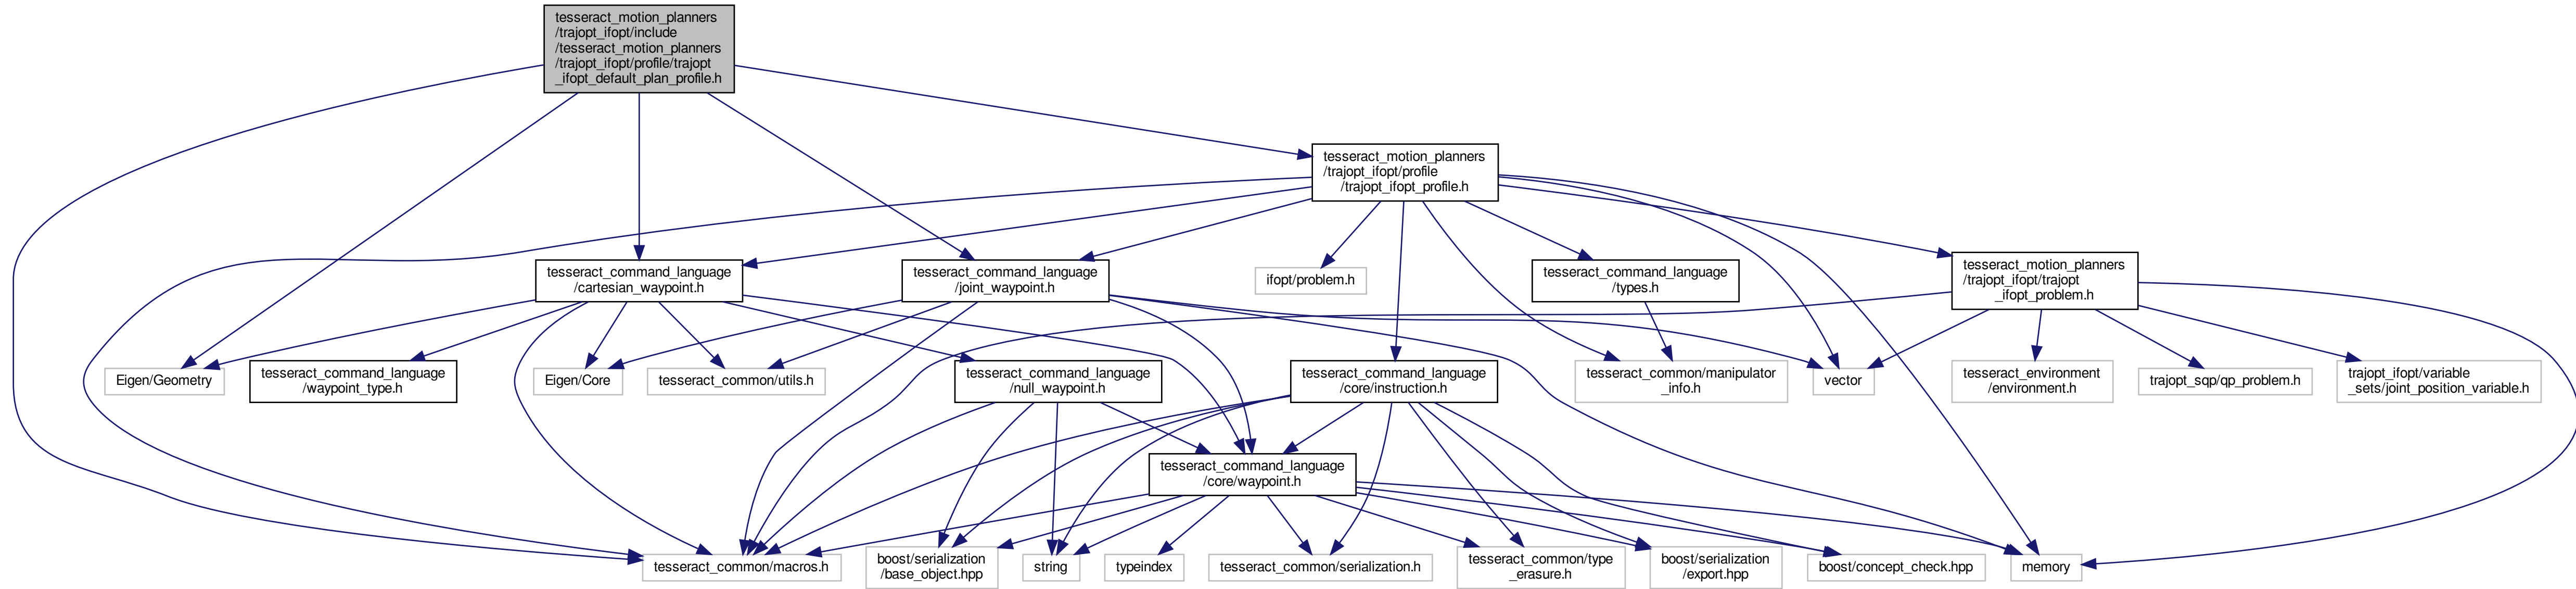 tesseract_motion_planners
/trajopt_ifopt/include
/tesseract_motion_planners
/trajopt_ifopt/profile/trajopt
_ifopt_default_plan_profile.h
tesseract_motion_planners
/trajopt_ifopt/profile
/trajopt_ifopt_profile.h
tesseract_command_language
/cartesian_waypoint.h
tesseract_command_language
/joint_waypoint.h
ifopt/problem.h
tesseract_command_language
/types.h
tesseract_motion_planners
/trajopt_ifopt/trajopt
_ifopt_problem.h
Eigen/Geometry
tesseract_command_language
/waypoint_type.h
Eigen/Core
tesseract_common/utils.h
tesseract_command_language
/null_waypoint.h
tesseract_command_language
/core/instruction.h
tesseract_common/manipulator
_info.h
vector
tesseract_environment
/environment.h
trajopt_sqp/qp_problem.h
trajopt_ifopt/variable
_sets/joint_position_variable.h
tesseract_command_language
/core/waypoint.h
tesseract_common/macros.h
boost/serialization
/base_object.hpp
string
typeindex
tesseract_common/serialization.h
tesseract_common/type
_erasure.h
boost/serialization
/export.hpp
boost/concept_check.hpp
memory